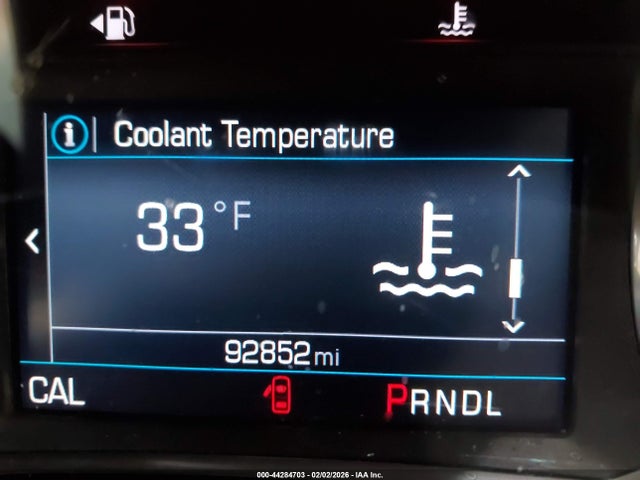 Coolant Temperature
33 °F
92852 mi
CAL
PRNDL
000-44284703 - 02/02/2026 - IAA Inc.